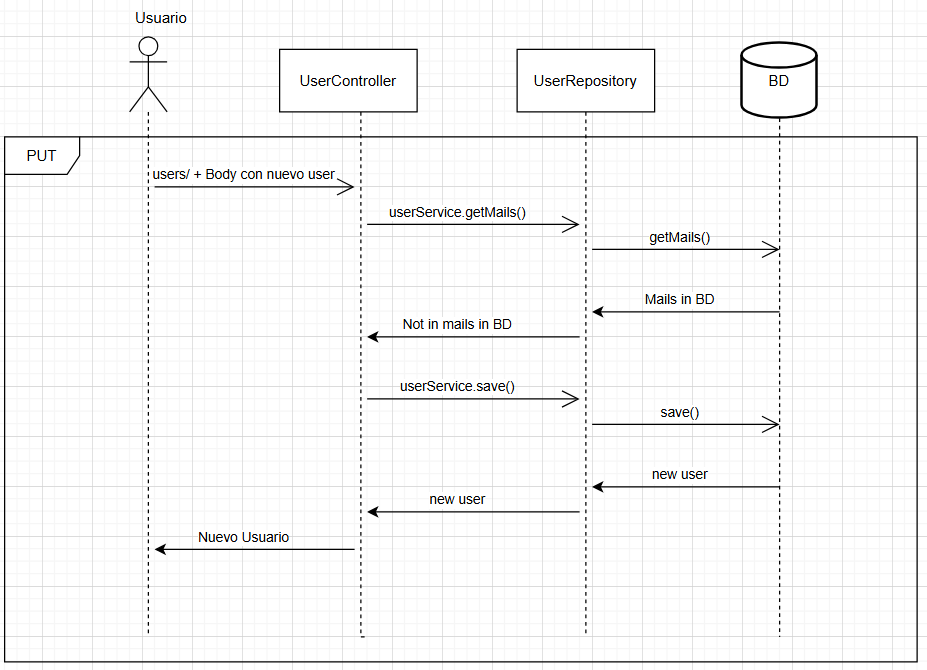 Usuario
UserController
UserRepository
BD
PUT
users/ + Body con nuevo user
userService.getMails()
getMails()
Mails in BD
Not in mails in BD
userService.save()
save()
new user
new user
Nuevo Usuario